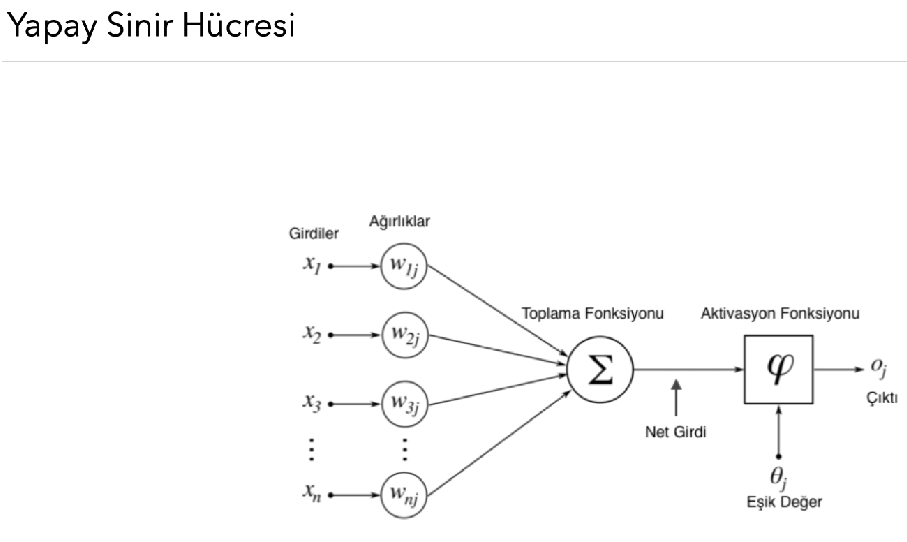 Yapay Sinir Hücresi
Girdiler
Ağırlıklar
x1
w1j
x2
w2j
x3
w3j
⋮
⋮
xn
wnj
Toplama Fonksiyonu
Σ
Net Girdi
Aktivasyon Fonksiyonu
φ
θj
Eşik Değer
oj
Çıktı